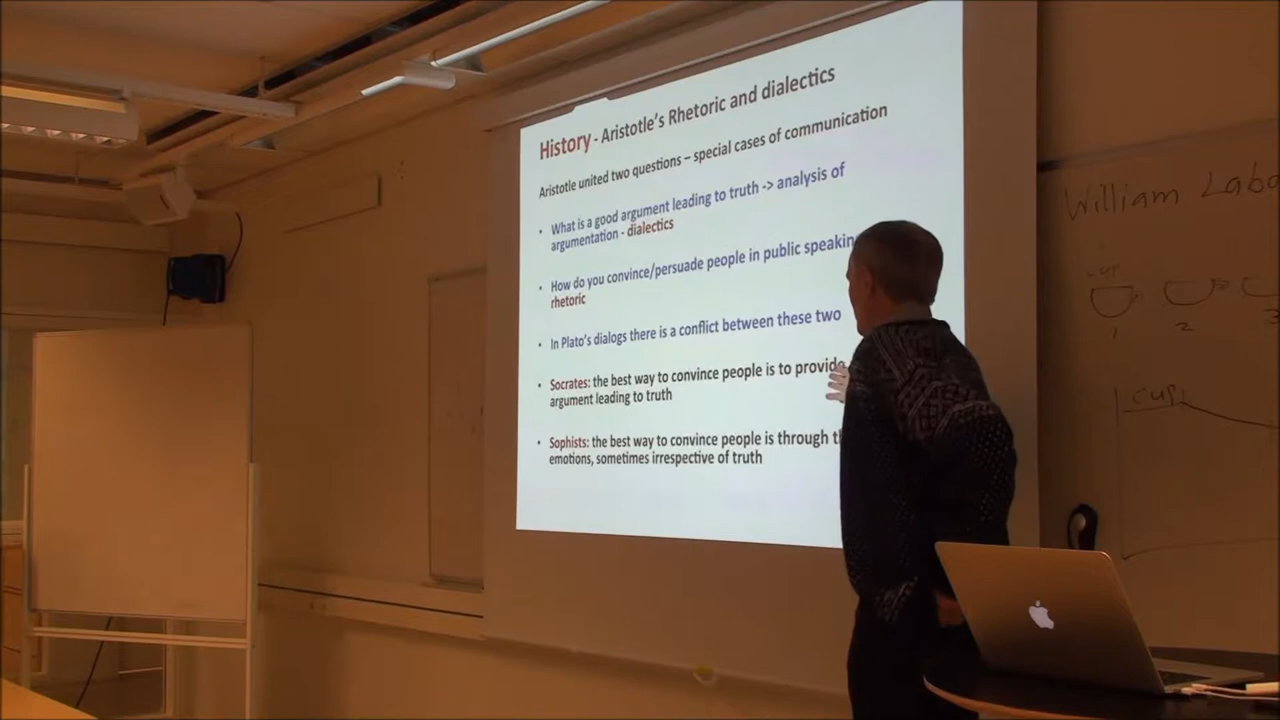 History - Aristotle's Rhetoric and dialectics
Aristotle united two questions – special cases of communication
• What is a good argument leading to truth -> analysis of
argumentation - dialectics
• How do you convince/persuade people in public speakin
rhetoric
• In Plato's dialogs there is a conflict between these two
• Socrates: the best way to convince people is to provide
argument leading to truth
• Sophists: the best way to convince people is through th
emotions, sometimes irrespective of truth
William Labo
cup
1 2 3
cup